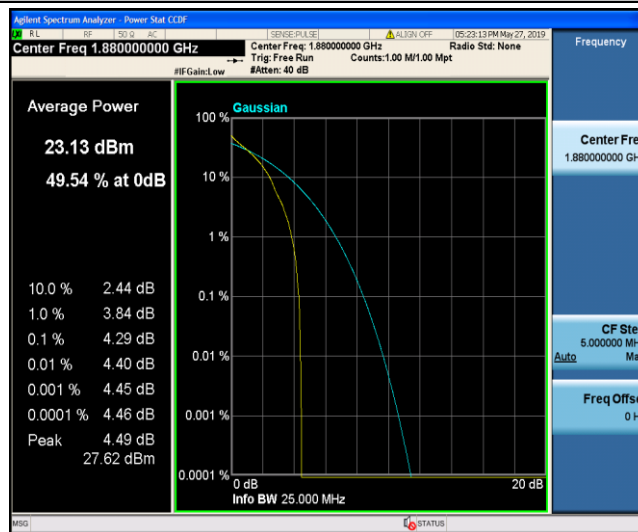 Agilent Spectrum Analyzer - Power Stat CCDF
RL RF 50 Ω AC SENSE:PULSE ALIGN OFF 05:23:13 PM May 27, 2019
Center Freq 1.880000000 GHz
Center Freq: 1.880000000 GHz Radio Std: None
Trig: Free Run Counts:1.00 M/1.00 Mpt
#IFGain:Low #Atten: 40 dB
Frequency
Average Power
23.13 dBm
49.54 % at 0dB
10.0 % 2.44 dB
1.0 % 3.84 dB
0.1 % 4.29 dB
0.01 % 4.40 dB
0.001 % 4.45 dB
0.0001 % 4.46 dB
Peak 4.49 dB
27.62 dBm
Gaussian
100 %
10 %
1 %
0.1 %
0.01 %
0.001 %
0.0001 %
0 dB 20 dB
Info BW 25.000 MHz
Center Fre
1.880000000 GH
CF Ste
5.000000 MH
Auto Ma
Freq Offse
0 H
MSG STATUS